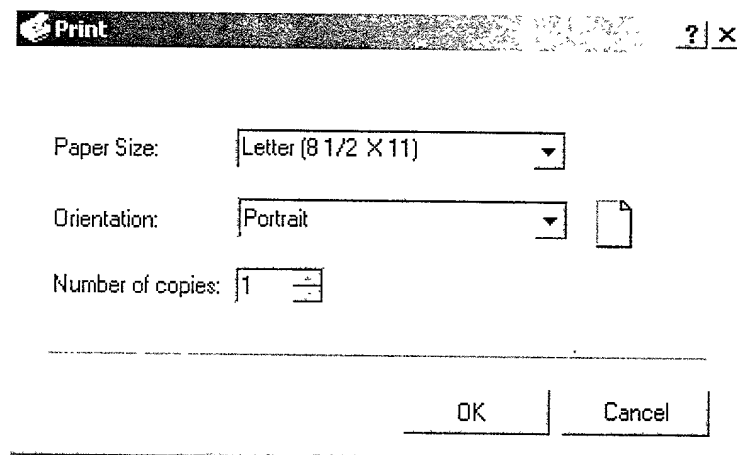 Print
Paper Size: Letter (8 1/2 X 11)
Orientation: Portrait
Number of copies: 1
OK Cancel